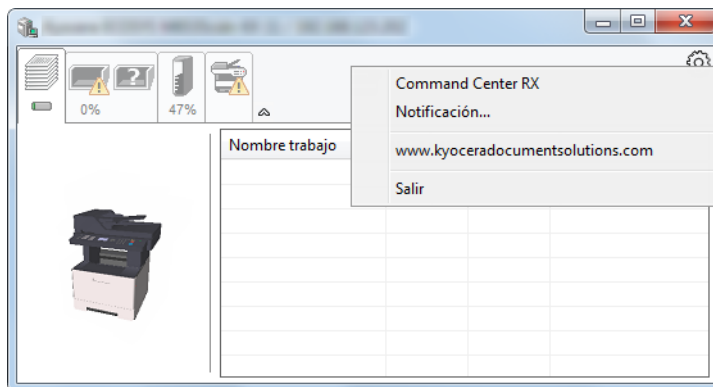 0%
47%
Command Center RX
Notificación...
www.kyoceradocumentsolutions.com
Salir
Nombre trabajo